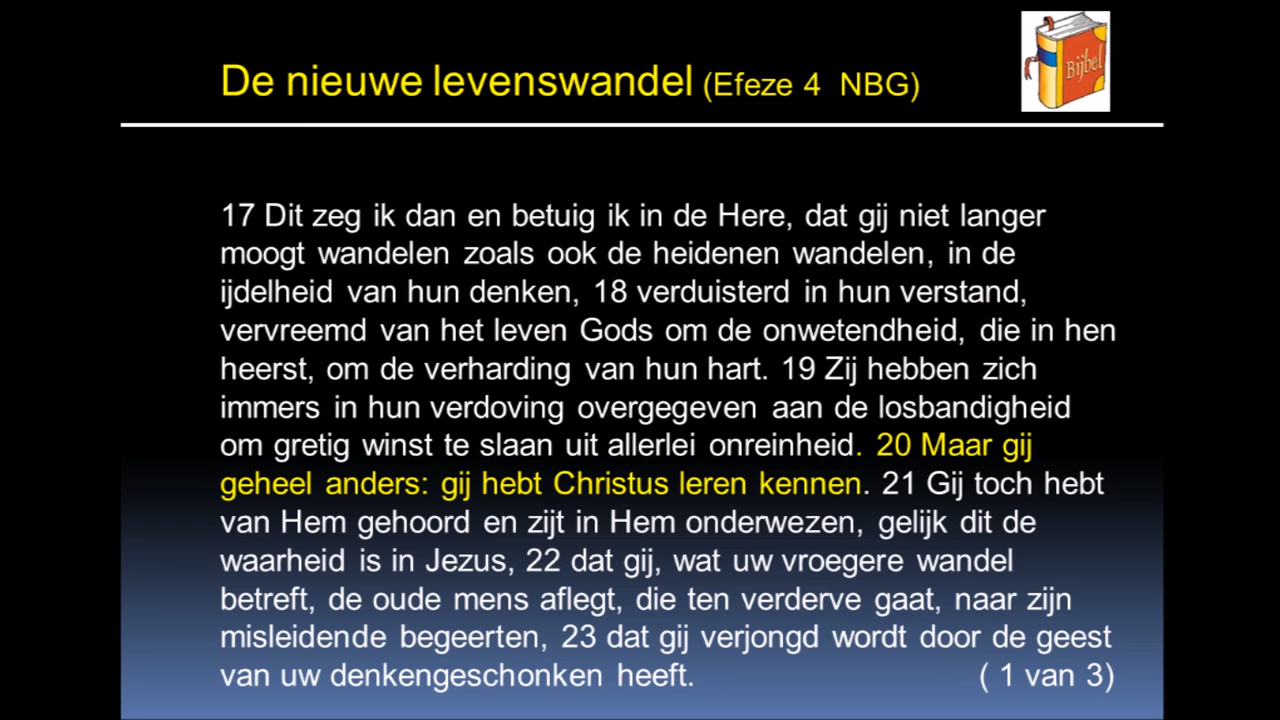 De nieuwe levenswandel (Efeze 4 NBG)
Bijbel
17 Dit zeg ik dan en betuig ik in de Here, dat gij niet langer
moogt wandelen zoals ook de heidenen wandelen, in de
ijdelheid van hun denken, 18 verduisterd in hun verstand,
vervreemd van het leven Gods om de onwetendheid, die in hen
heerst, om de verharding van hun hart. 19 Zij hebben zich
immers in hun verdoving overgegeven aan de losbandigheid
om gretig winst te slaan uit allerlei onreinheid. 20 Maar gij
geheel anders: gij hebt Christus leren kennen. 21 Gij toch hebt
van Hem gehoord en zijt in Hem onderwezen, gelijk dit de
waarheid is in Jezus, 22 dat gij, wat uw vroegere wandel
betreft, de oude mens aflegt, die ten verderve gaat, naar zijn
misleidende begeerten, 23 dat gij verjongd wordt door de geest
van uw denkengeschonken heeft. ( 1 van 3)